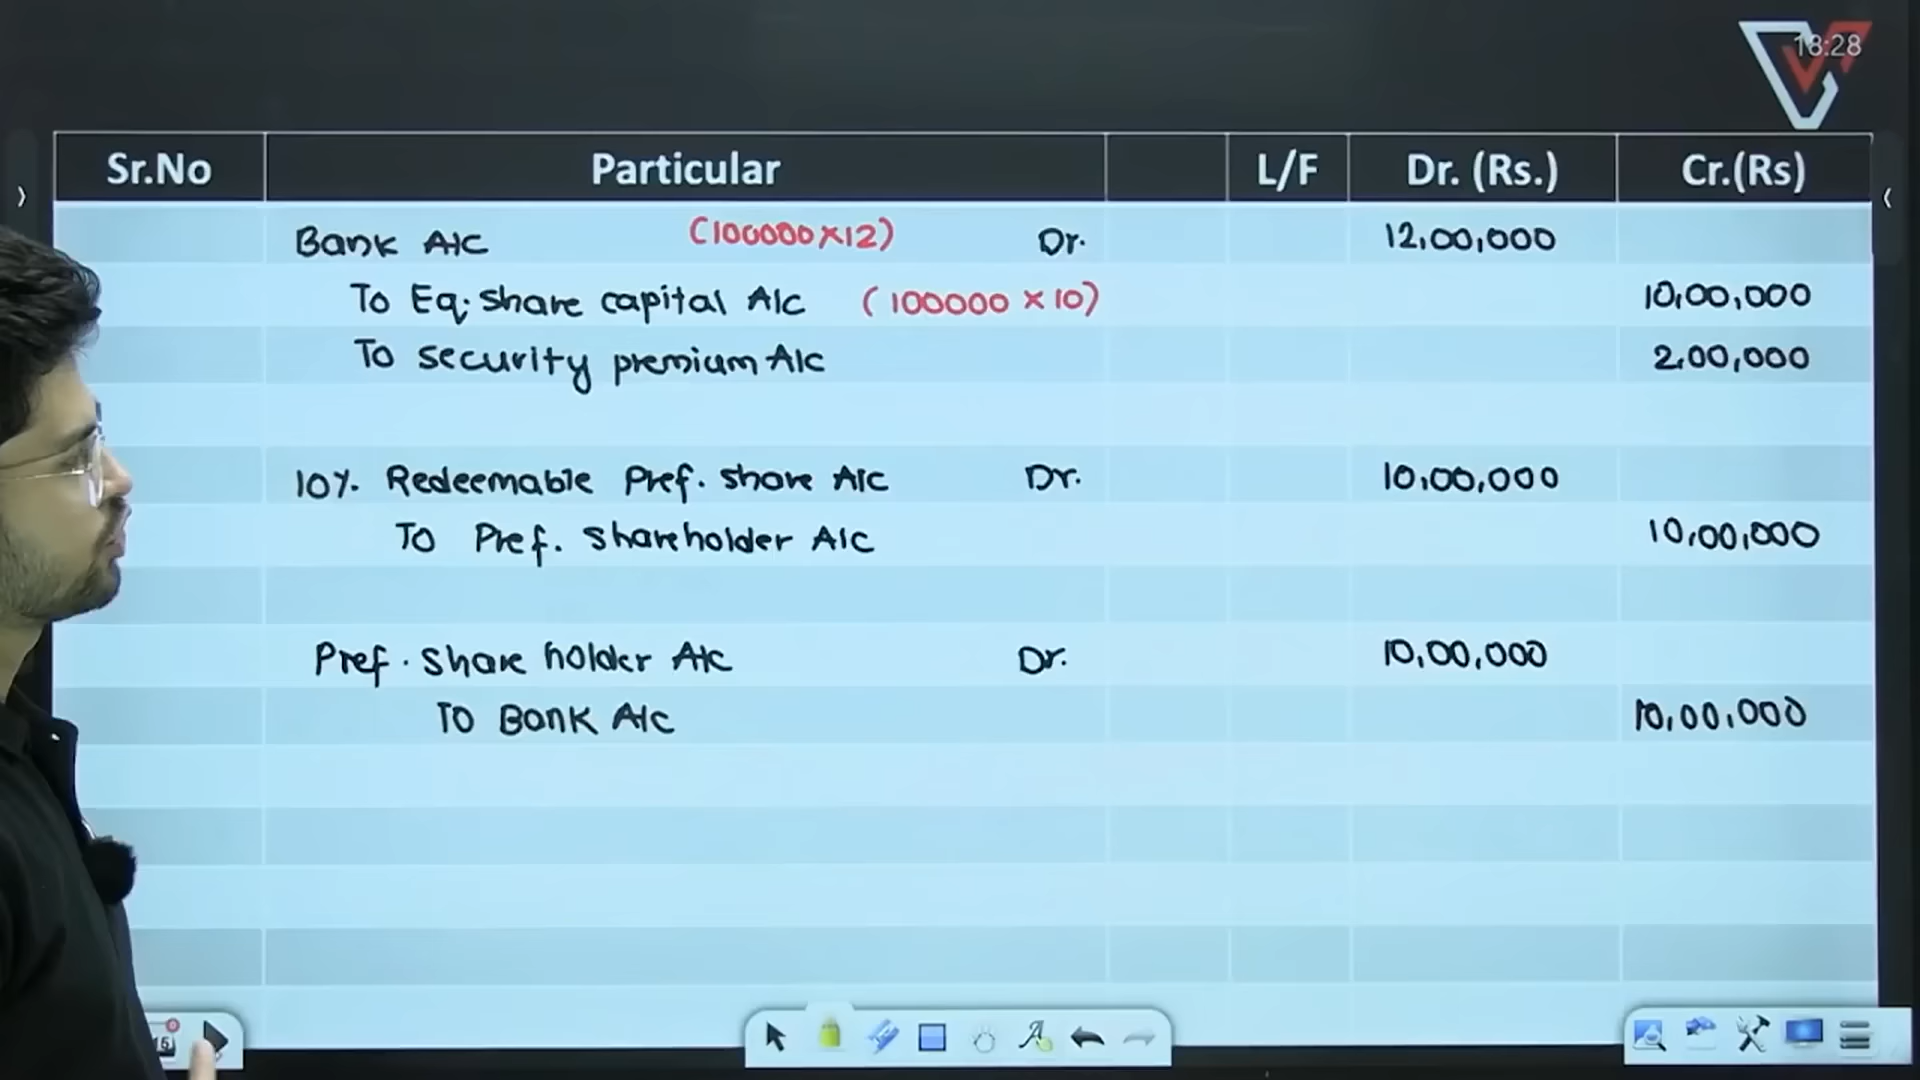 18:28
Sr.No Particular L/F Dr. (Rs.) Cr.(Rs)
Bank A/c (100000×12) Dr. 12,00,000
To Eq. share capital A/c (100000 × 10) 10,00,000
To security premium A/c 2,00,000
10% Redeemable Pref. share A/c Dr. 10,00,000
To Pref. shareholder A/c 10,00,000
Pref. share holder A/c Dr. 10,00,000
To Bank A/c 10,00,000